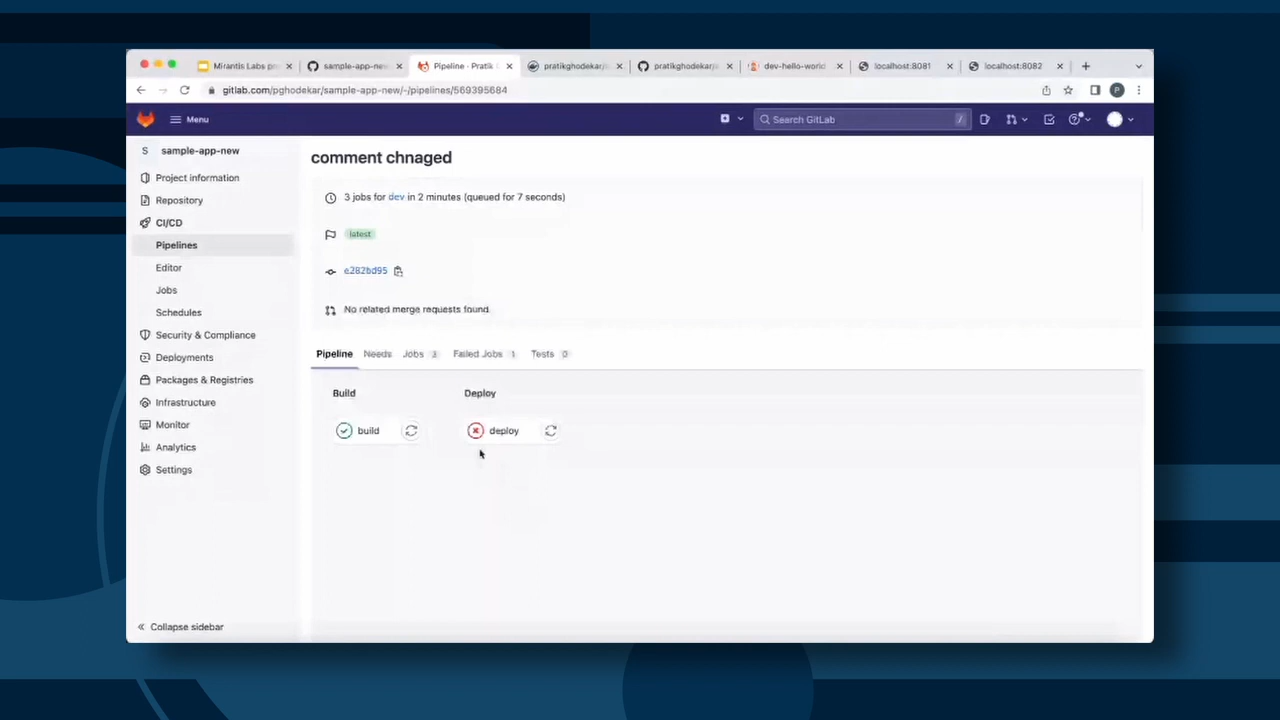 Mirantis Labs pr
sample-app-new
Pipeline · Pratik
pratikghodekar
pratikghodekar
dev-hello-world
localhost:8081
localhost:8082
gitlab.com/pghodekar/sample-app-new/-/pipelines/569395684
P
Menu
Search GitLab
/
S sample-app-new
Project information
Repository
CI/CD
Pipelines
Editor
Jobs
Schedules
Security & Compliance
Deployments
Packages & Registries
Infrastructure
Monitor
Analytics
Settings
Collapse sidebar
comment chnaged
3 jobs for dev in 2 minutes (queued for 7 seconds)
latest
e282bd95
No related merge requests found.
Pipeline Needs Jobs 3 Failed Jobs 1 Tests 0
Build Deploy
build deploy